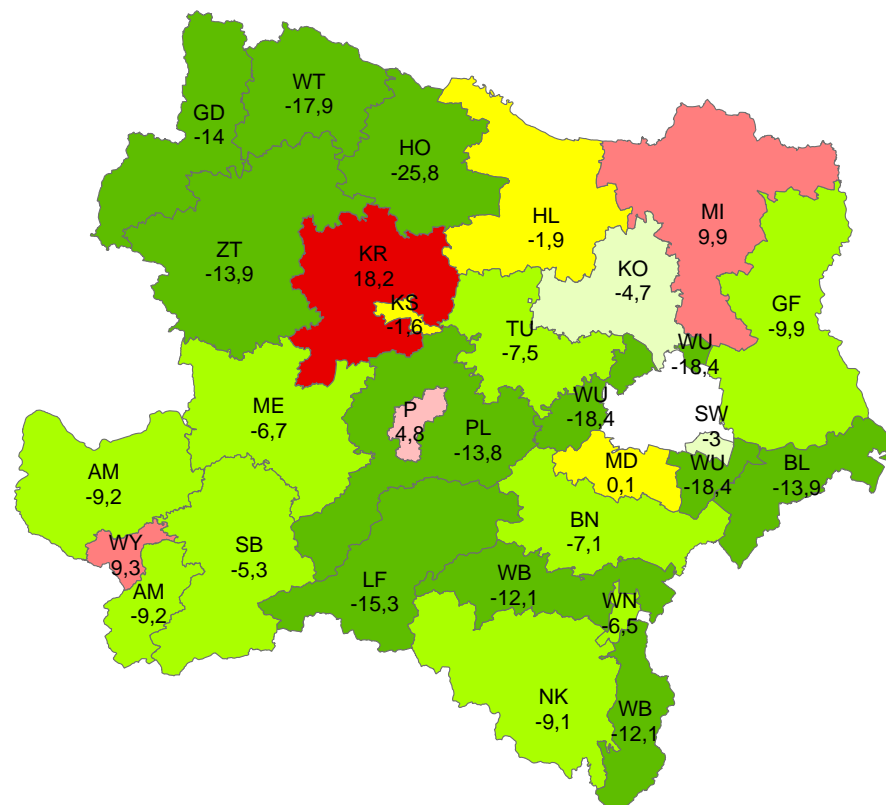 WT
-17,9
GD
-14
HO
-25,8
HL
-1,9
MI
9,9
ZT
-13,9
KR
18,2
KO
-4,7
GF
-9,9
KS
-1,6
TU
-7,5
WU
-18,4
ME
-6,7
P
4,8
PL
-13,8
WU
-18,4
SW
-3
AM
-9,2
MD
0,1
WU
-18,4
BL
-13,9
WY
9,3
SB
-5,3
BN
-7,1
AM
-9,2
LF
-15,3
WB
-12,1
WN
-6,5
NK
-9,1
WB
-12,1